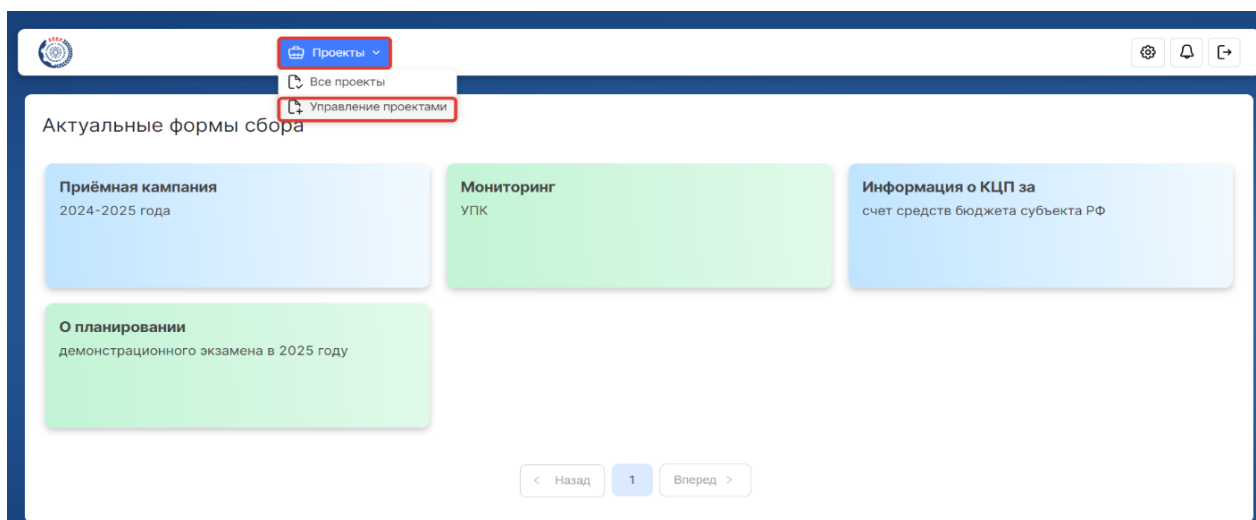 Проекты
Все проекты
Управление проектами
Актуальные формы сбора
Приёмная кампания
2024-2025 года
Мониторинг
УПК
Информация о КЦП за
счет средств бюджета субъекта РФ
О планировании
демонстрационного экзамена в 2025 году
< Назад 1 Вперед >